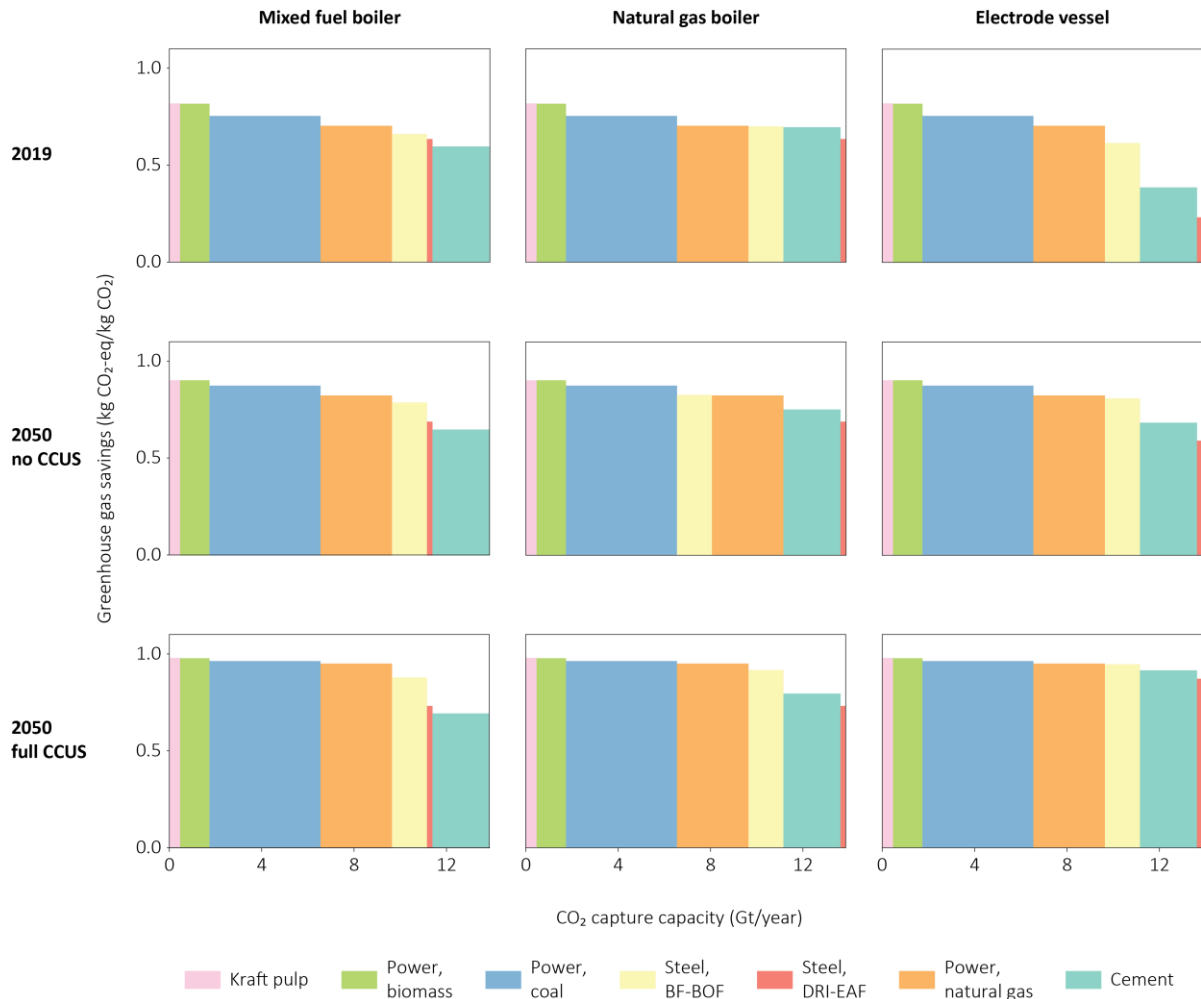 Mixed fuel boiler
Natural gas boiler
Electrode vessel
2019
1.0
0.5
0.0
Greenhouse gas savings (kg CO₂-eq/kg CO₂)
2050
no CCUS
1.0
0.5
0.0
2050
full CCUS
1.0
0.5
0.0
0 4 8 12
0 4 8 12
0 4 8 12
CO₂ capture capacity (Gt/year)
Kraft pulp
Power,
biomass
Power,
coal
Steel,
BF-BOF
Steel,
DRI-EAF
Power,
natural gas
Cement